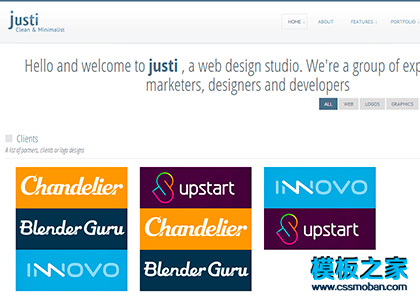 justi
Clean & Minimalist
HOME
ABOUT
FEATURES
PORTFOLIO
Hello and welcome to justi , a web design studio. We're a group of exp
marketers, designers and developers
ALL
WEB
LOGOS
GRAPHICS
Clients
A list of partners, clients or logo designs
Chandelier
upstart
INNOVO
Blender Guru
Chandelier
upstart
INNOVO
Blender Guru
模板之家
www.cssmoban.com